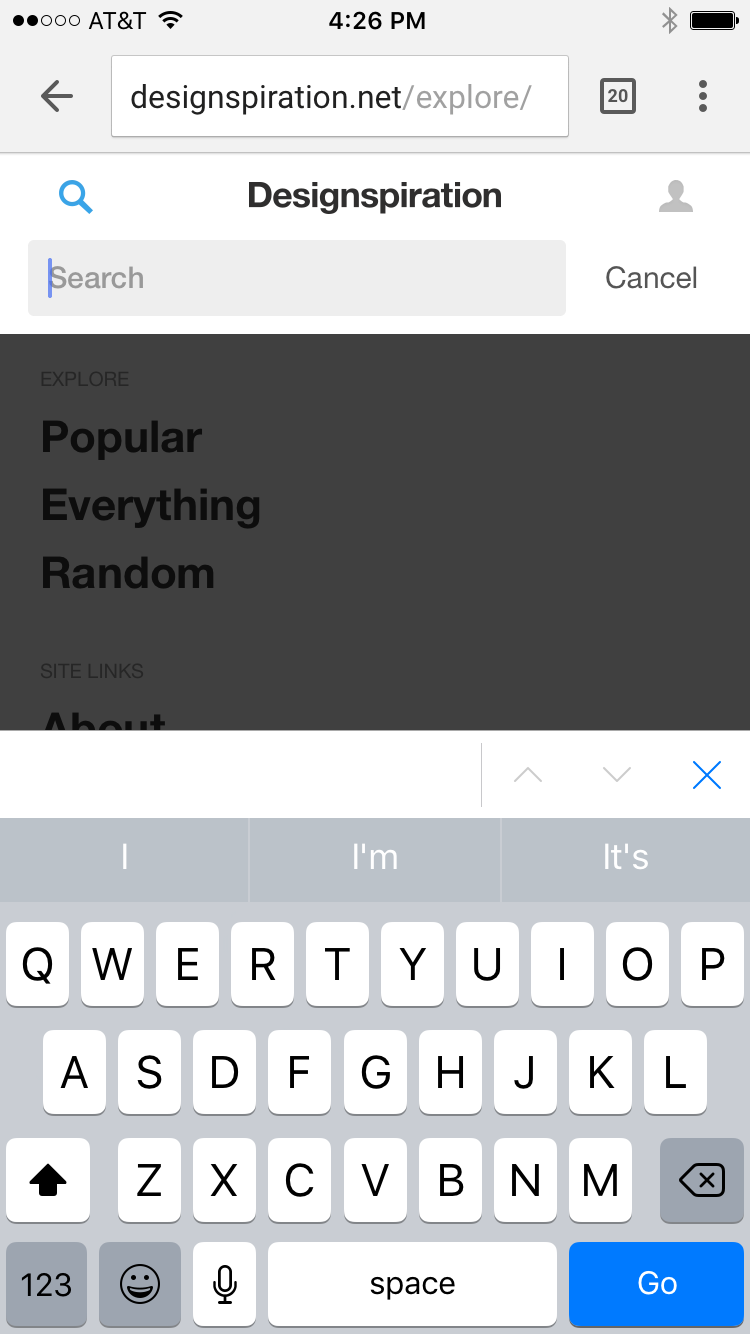 AT&T 4:26 PM
designspiration.net/explore/ 20
Designspiration
Search Cancel
EXPLORE
Popular
Everything
Random
SITE LINKS
About
I I'm It's
Q W E R T Y U I O P
A S D F G H J K L
Z X C V B N M
123 space Go